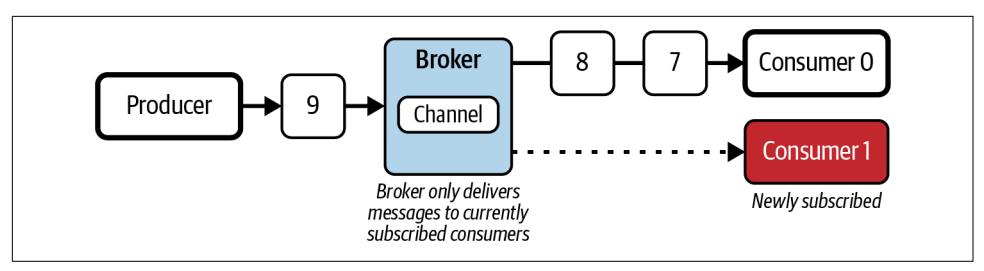 Producer
9
Broker
Channel
Broker only delivers
messages to currently
subscribed consumers
8
7
Consumer 0
Consumer 1
Newly subscribed